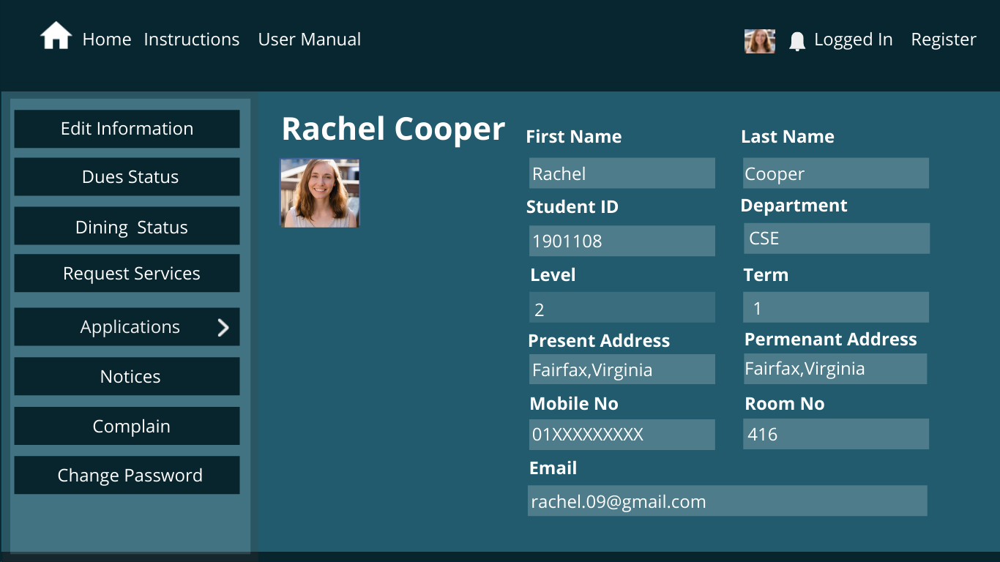 Home Instructions User Manual Logged In Register
Edit Information
Dues Status
Dining Status
Request Services
Applications
Notices
Complain
Change Password
Rachel Cooper
First Name Last Name
Rachel Cooper
Student ID Department
1901108 CSE
Level Term
2 1
Present Address Permenant Address
Fairfax,Virginia Fairfax,Virginia
Mobile No Room No
01XXXXXXXXX 416
Email
rachel.09@gmail.com